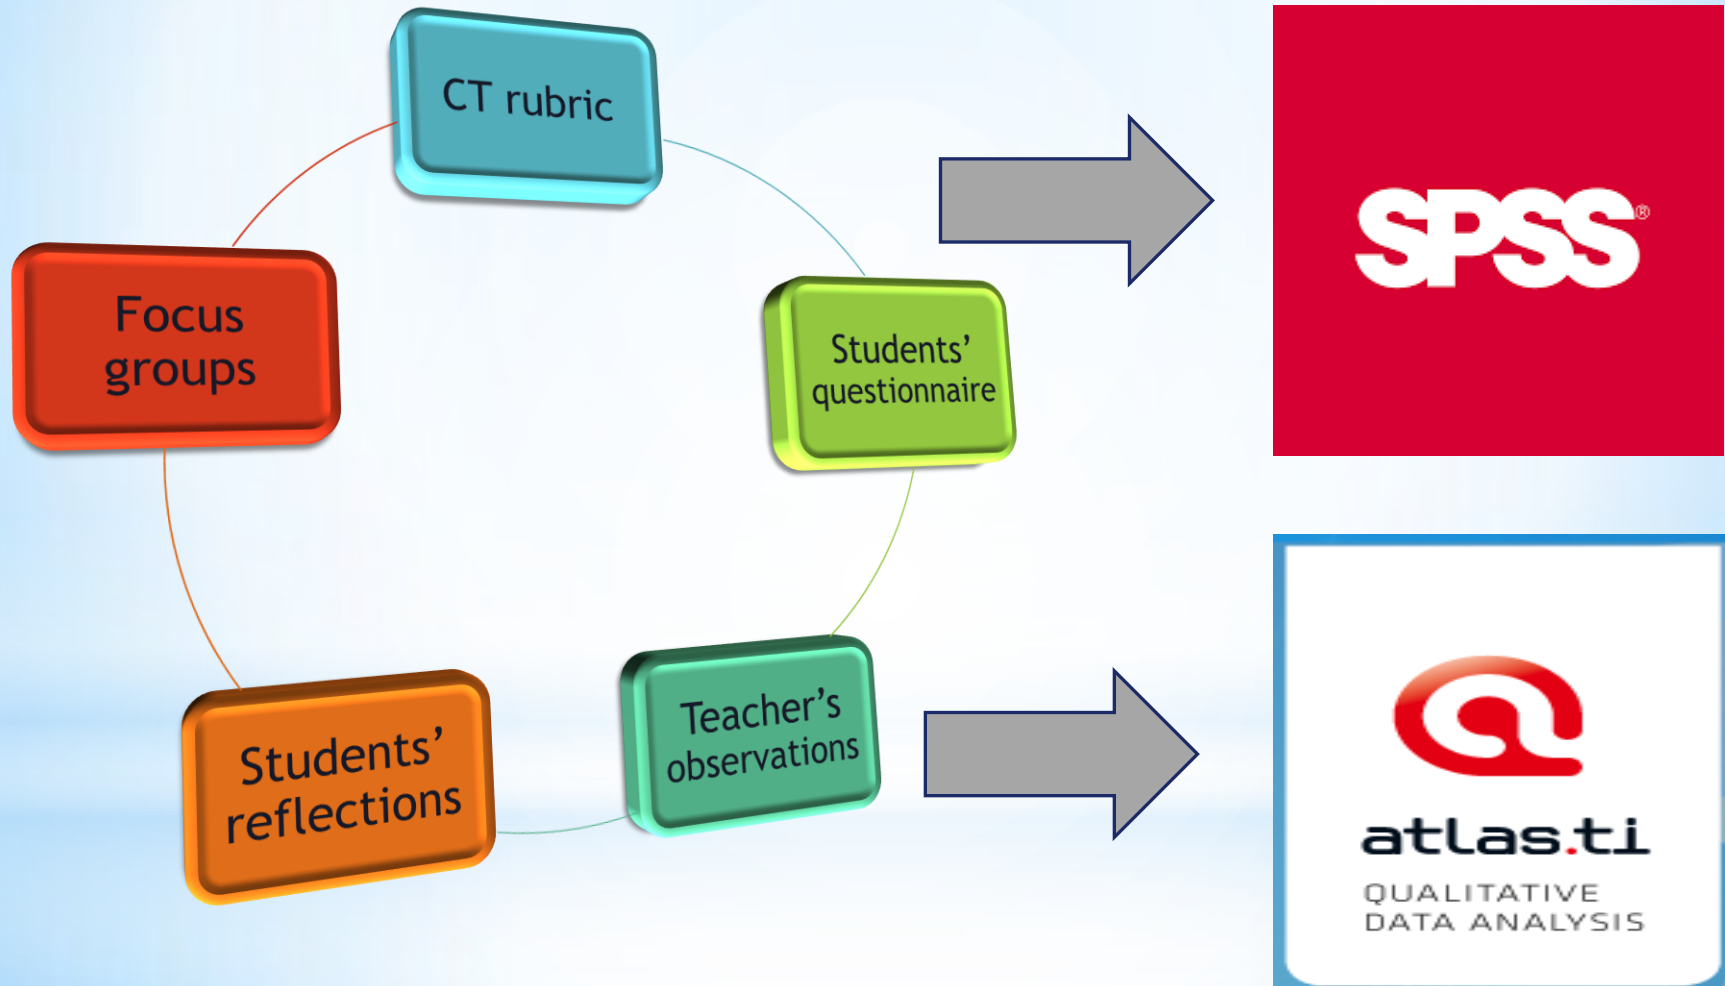 CT rubric
Focus
groups
Students’
questionnaire
Students’
reflections
Teacher’s
observations
SPSS®
atlas.ti
QUALITATIVE
DATA ANALYSIS